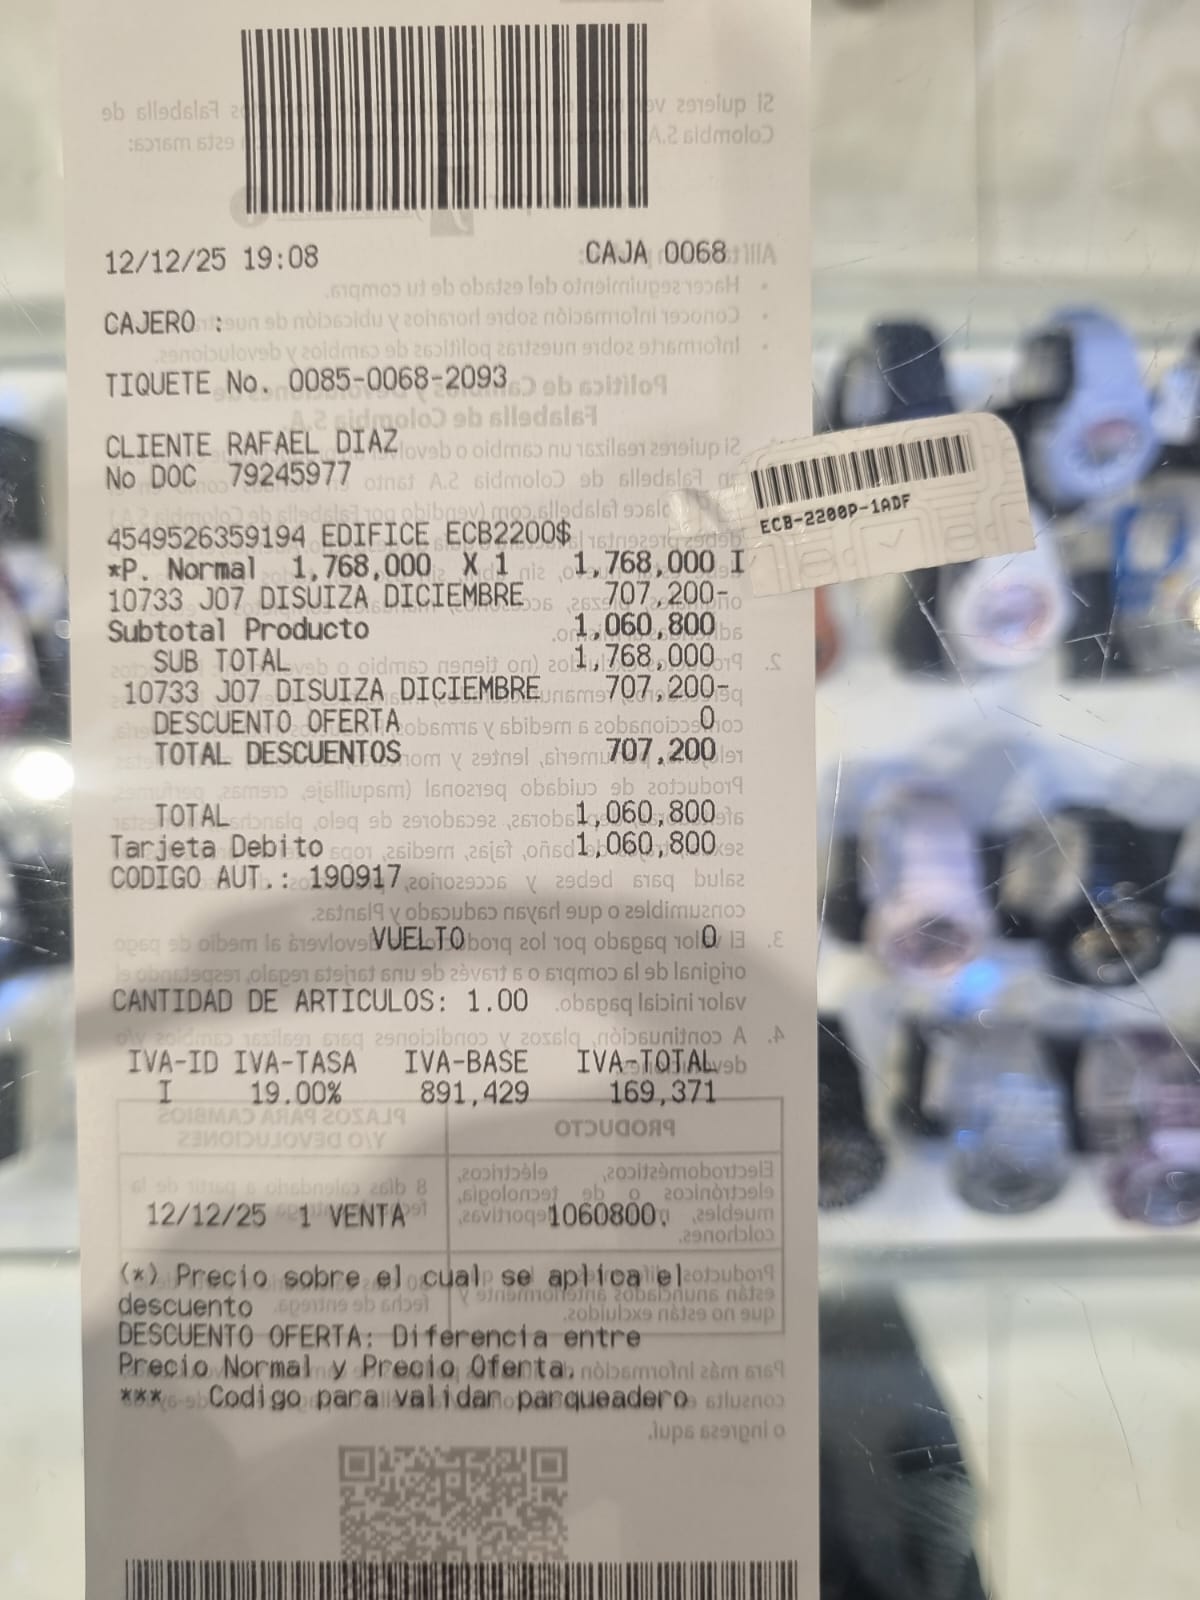 12/12/25 19:08 CAJA 0068
CAJERO :
TIQUETE No. 0085-0068-2093
CLIENTE RAFAEL DIAZ
No DOC 79245977
ECB-2200P-1ADF
4549526359194 EDIFICE ECB2200$
*P. Normal 1,768,000 X 1 1,768,000 I
10733 J07 DISUIZA DICIEMBRE 707,200-
Subtotal Producto 1,060,800
SUB TOTAL 1,768,000
10733 J07 DISUIZA DICIEMBRE 707,200-
DESCUENTO OFERTA 0
TOTAL DESCUENTOS 707,200
TOTAL 1,060,800
Tarjeta Debito 1,060,800
CODIGO AUT.: 190917
VUELTO 0
CANTIDAD DE ARTICULOS: 1.00
IVA-ID IVA-TASA IVA-BASE IVA-TOTAL
I 19.00% 891,429 169,371
12/12/25 1 VENTA 1060800.
(*) Precio sobre el cual se aplica el
descuento
DESCUENTO OFERTA: Diferencia entre
Precio Normal y Precio Oferta.
*** Codigo para validar parqueadero